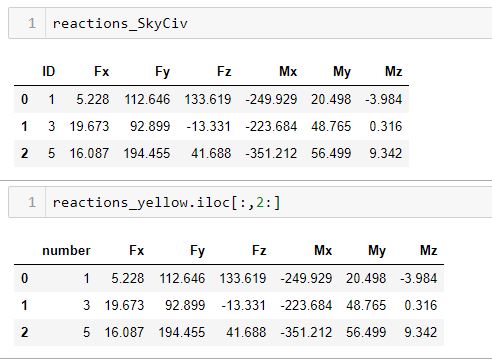 1 reactions_SkyCiv
ID Fx Fy Fz Mx My Mz
0 1 5.228 112.646 133.619 -249.929 20.498 -3.984
1 3 19.673 92.899 -13.331 -223.684 48.765 0.316
2 5 16.087 194.455 41.688 -351.212 56.499 9.342
1 reactions_yellow.iloc[:,2:]
number Fx Fy Fz Mx My Mz
0 1 5.228 112.646 133.619 -249.929 20.498 -3.984
1 3 19.673 92.899 -13.331 -223.684 48.765 0.316
2 5 16.087 194.455 41.688 -351.212 56.499 9.342